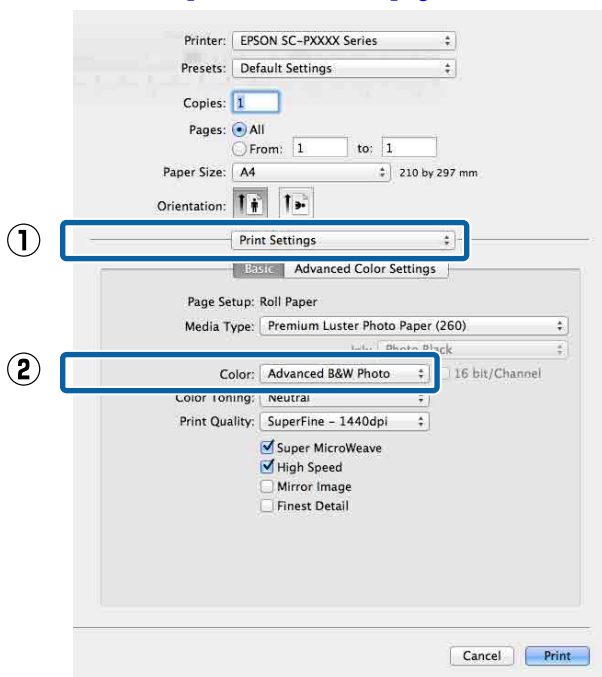 Printer: EPSON SC-PXXXX Series
Presets: Default Settings
Copies: 1
Pages: All
From: 1 to: 1
Paper Size: A4 210 by 297 mm
Orientation:
1
Print Settings
Basic Advanced Color Settings
Page Setup: Roll Paper
Media Type: Premium Luster Photo Paper (260)
Ink: Photo Black
2
Color: Advanced B&W Photo 16 bit/Channel
Color Toning: Neutral
Print Quality: SuperFine – 1440dpi
Super MicroWeave
High Speed
Mirror Image
Finest Detail
Cancel Print